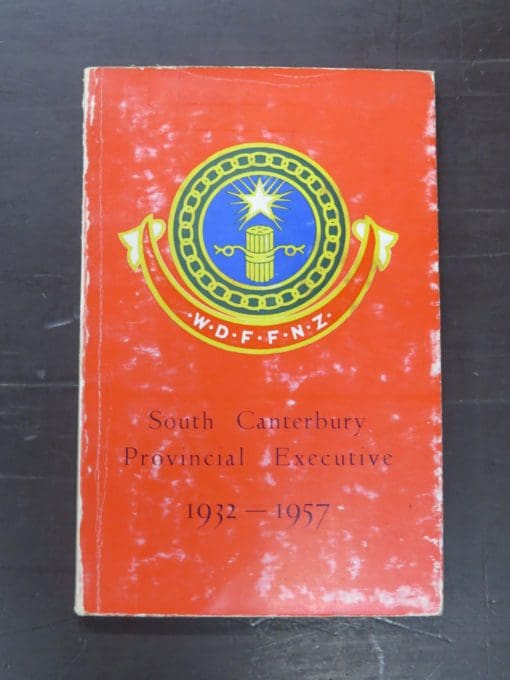 ·W·D·F·F·N·Z·
South Canterbury
Provincial Executive
1932 — 1957